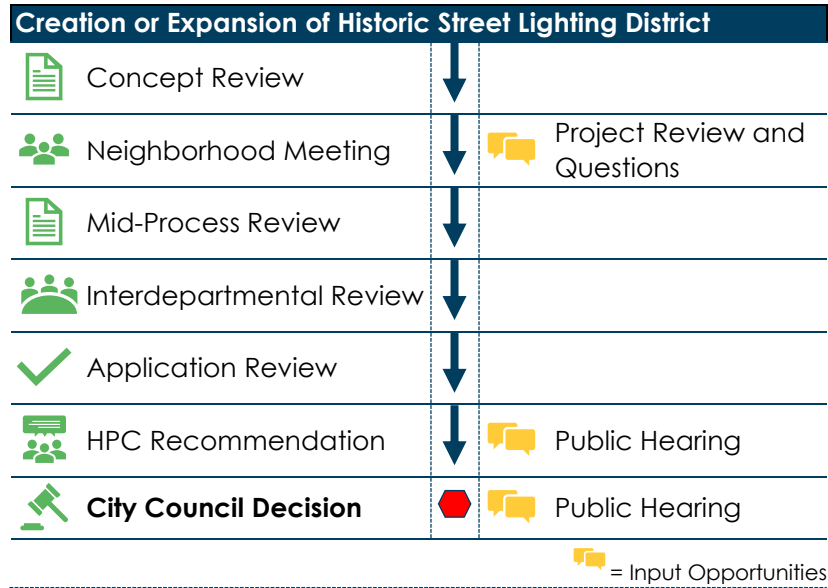 Creation or Expansion of Historic Street Lighting District
Concept Review
Neighborhood Meeting
Project Review and
Questions
Mid-Process Review
Interdepartmental Review
Application Review
HPC Recommendation
Public Hearing
City Council Decision
Public Hearing
= Input Opportunities